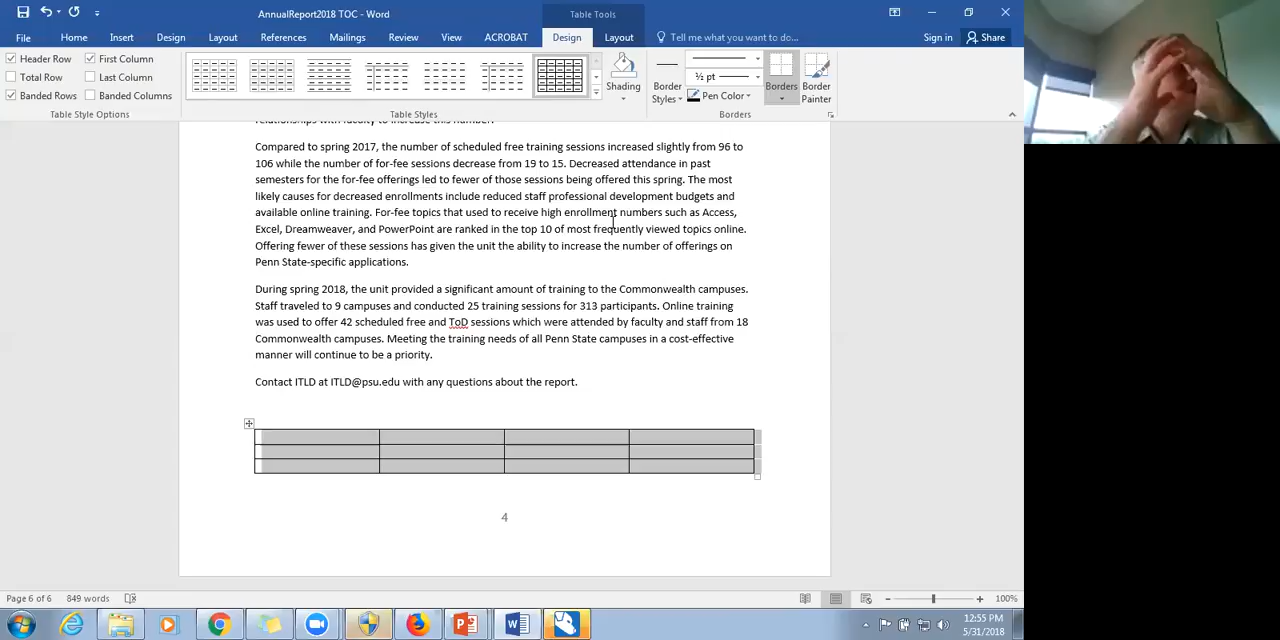 AnnualReport2018 TOC - Word
Table Tools
File Home Insert Design Layout References Mailings Review View ACROBAT Design Layout Tell me what you want to do... Sign in Share
Header Row First Column
Total Row Last Column
Banded Rows Banded Columns
Table Style Options
Table Styles
Shading
Border Styles
½ pt
Pen Color
Borders
Border Painter
Borders
relationships with faculty to increase this number.
Compared to spring 2017, the number of scheduled free training sessions increased slightly from 96 to
106 while the number of for-fee sessions decrease from 19 to 15. Decreased attendance in past
semesters for the for-fee offerings led to fewer of those sessions being offered this spring. The most
likely causes for decreased enrollments include reduced staff professional development budgets and
available online training. For-fee topics that used to receive high enrollment numbers such as Access,
Excel, Dreamweaver, and PowerPoint are ranked in the top 10 of most frequently viewed topics online.
Offering fewer of these sessions has given the unit the ability to increase the number of offerings on
Penn State-specific applications.
During spring 2018, the unit provided a significant amount of training to the Commonwealth campuses.
Staff traveled to 9 campuses and conducted 25 training sessions for 313 participants. Online training
was used to offer 42 scheduled free and ToD sessions which were attended by faculty and staff from 18
Commonwealth campuses. Meeting the training needs of all Penn State campuses in a cost-effective
manner will continue to be a priority.
Contact ITLD at ITLD@psu.edu with any questions about the report.
4
Page 6 of 6 849 words
100%
12:55 PM
5/31/2018